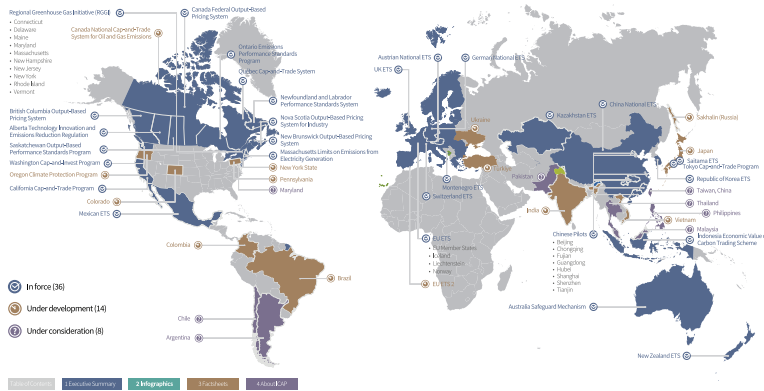 Regional Greenhouse Gas Initiative (RGGI)
• Connecticut
• Delaware
• Maine
• Maryland
• Massachusetts
• New Hampshire
• New Jersey
• New York
• Rhode Island
• Vermont
Canada Federal Output-Based
Pricing System
Canada National Cap-and-Trade
System for Oil and Gas Emissions
Ontario Emissions
Performance Standards
Program
Québec Cap-and-Trade System
Newfoundland and Labrador
Performance Standards System
Nova Scotia Output-Based Pricing
System for Industry
New Brunswick Output-Based Pricing
System
Massachusetts Limits on Emissions from
Electricity Generation
New York State
Pennsylvania
Maryland
British Columbia Output-Based
Pricing System
Alberta Technology Innovation and
Emissions Reduction Regulation
Saskatchewan Output-Based
Performance Standards Program
Washington Cap-and-Invest Program
Oregon Climate Protection Program
California Cap-and-Trade Program
Colorado
Mexican ETS
Colombia
Brazil
Chile
Argentina
Austrian National ETS
German National ETS
UK ETS
Ukraine
Türkiye
Montenegro ETS
Switzerland ETS
EU ETS
• EU Member States
• Iceland
• Liechtenstein
• Norway
EU ETS 2
China National ETS
Kazakhstan ETS
Pakistan
India
Chinese Pilots
• Beijing
• Chongqing
• Fujian
• Guangdong
• Hubei
• Shanghai
• Shenzhen
• Tianjin
Sakhalin (Russia)
Japan
Saitama ETS
Tokyo Cap-and-Trade Program
Republic of Korea ETS
Taiwan, China
Thailand
Philippines
Vietnam
Malaysia
Indonesia Economic Value of
Carbon Trading Scheme
Australia Safeguard Mechanism
New Zealand ETS
In force (36)
Under development (14)
Under consideration (8)
Table of Contents
1 Executive Summary
2 Infographics
3 Factsheets
4 About ICAP